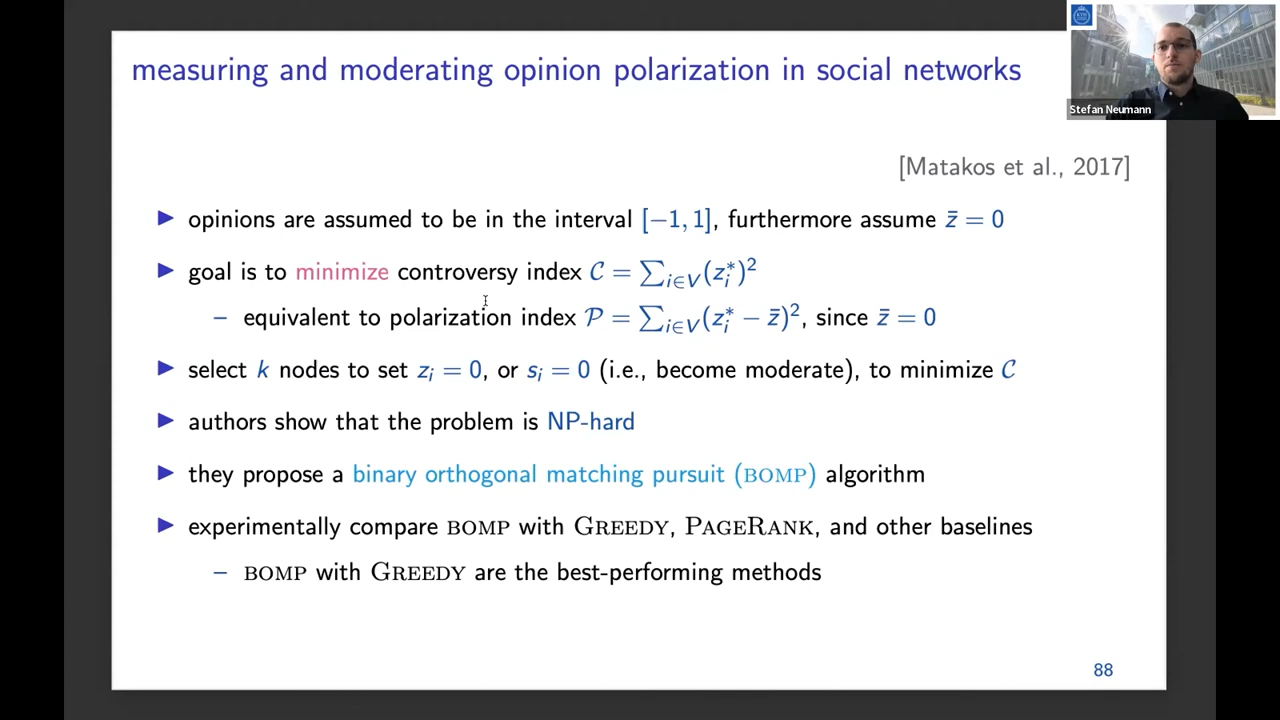 measuring and moderating opinion polarization in social networks
Stefan Neumann
[Matakos et al., 2017]
▶ opinions are assumed to be in the interval [−1, 1], furthermore assume z̄ = 0
▶ goal is to minimize controversy index 𝒞 = ∑_{i∈V}(z_i^*)^2
– equivalent to polarization index 𝒫 = ∑_{i∈V}(z_i^* − z̄)^2, since z̄ = 0
▶ select k nodes to set z_i = 0, or s_i = 0 (i.e., become moderate), to minimize 𝒞
▶ authors show that the problem is NP-hard
▶ they propose a binary orthogonal matching pursuit (BOMP) algorithm
▶ experimentally compare BOMP with GREEDY, PAGERANK, and other baselines
– BOMP with GREEDY are the best-performing methods
88